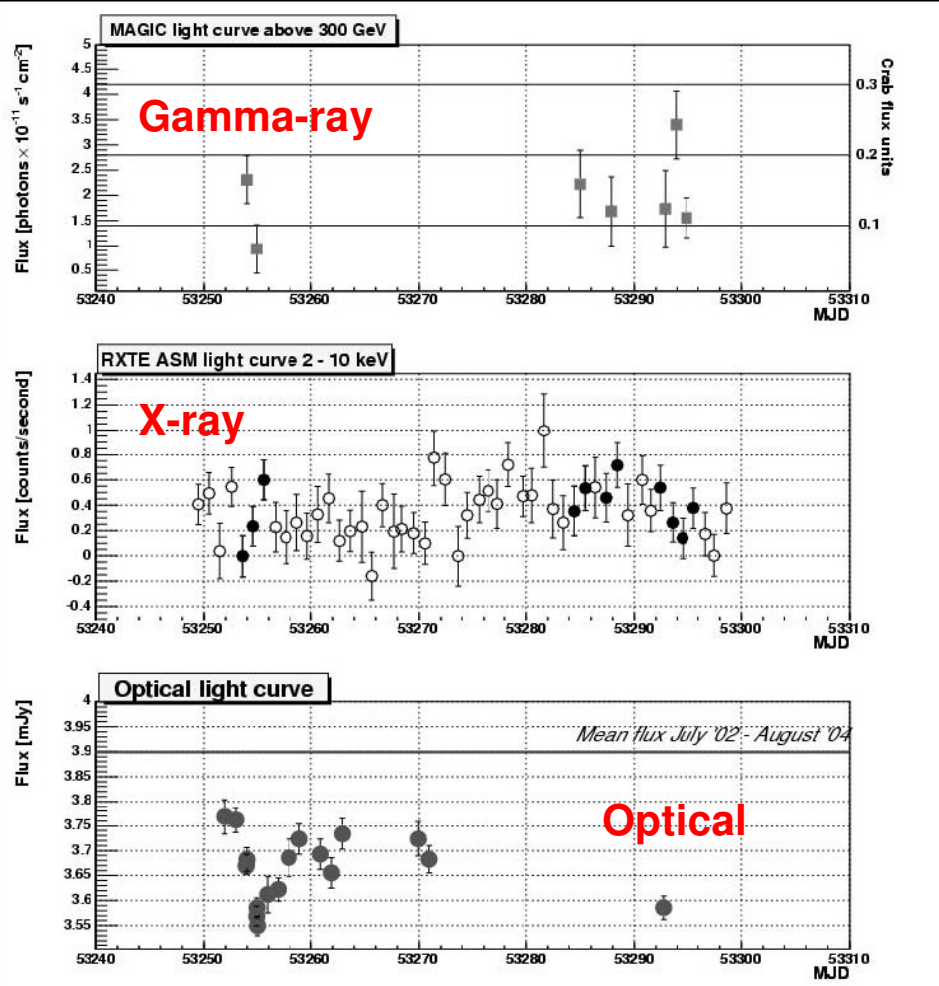 MAGIC light curve above 300 GeV
Flux [photons × 10⁻¹¹ s⁻¹ cm⁻²]
5
4.5
4
3.5
3
2.5
2
1.5
1
0.5
Gamma-ray
0.3
0.2
0.1
Crab flux units
53240 53250 53260 53270 53280 53290 53300 53310
MJD
RXTE ASM light curve 2 - 10 keV
Flux [counts/second]
1.4
1.2
1
0.8
0.6
0.4
0.2
0
-0.2
-0.4
X-ray
53240 53250 53260 53270 53280 53290 53300 53310
MJD
Optical light curve
Flux [mJy]
4
3.95
3.9
3.85
3.8
3.75
3.7
3.65
3.6
3.55
Mean flux July '02 - August '04
Optical
53240 53250 53260 53270 53280 53290 53300 53310
MJD